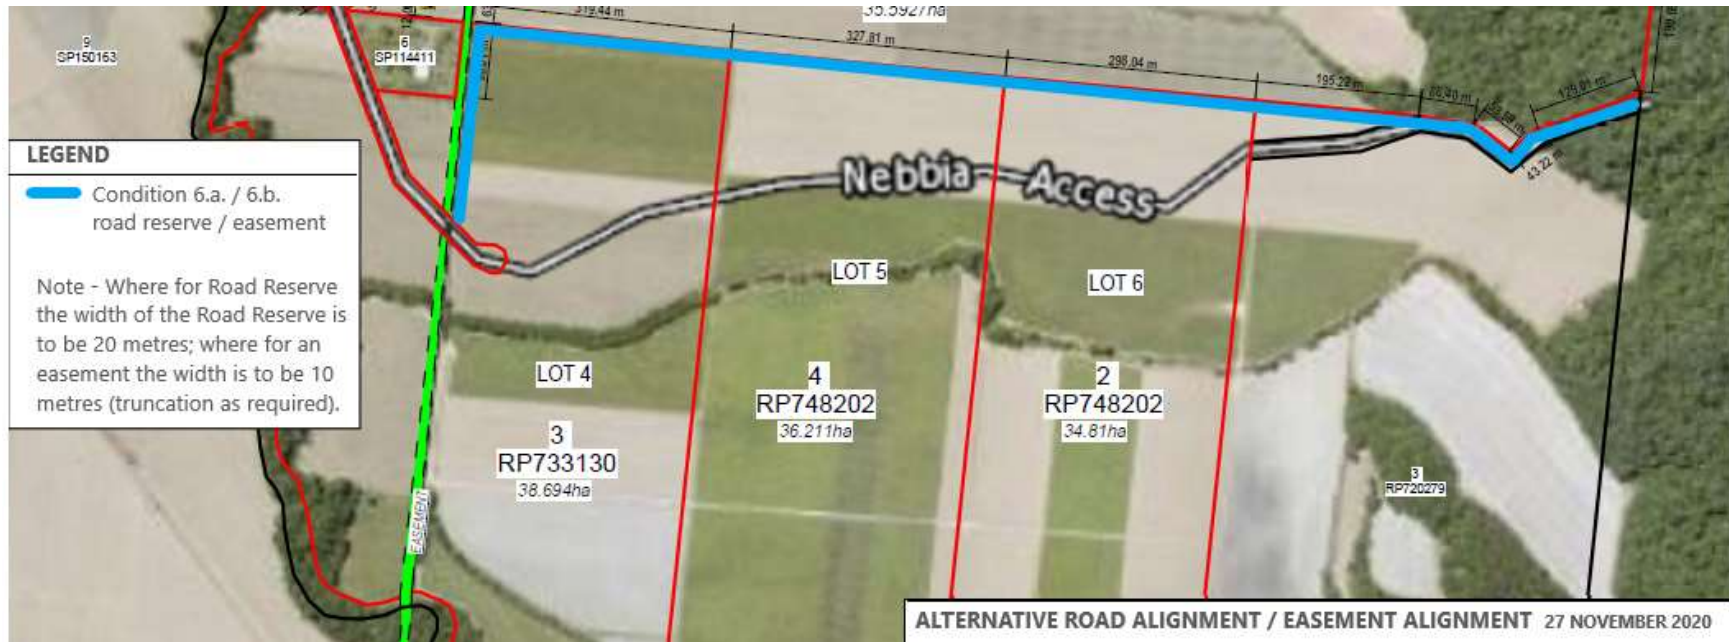 319.44 m
35.5927ha
327.81 m
298.04 m
195.22 m
129.01 m
43.22 m
9
SP150163
6
SP114411
LEGEND
Condition 6.a. / 6.b.
road reserve / easement
Note - Where for Road Reserve
the width of the Road Reserve is
to be 20 metres; where for an
easement the width is to be 10
metres (truncation as required).
Nebbia Access
LOT 5
LOT 6
LOT 4
4
RP748202
36.211ha
2
RP748202
34.81ha
3
RP733130
38.694ha
3
RP720279
EASEMENT
ALTERNATIVE ROAD ALIGNMENT / EASEMENT ALIGNMENT 27 NOVEMBER 2020